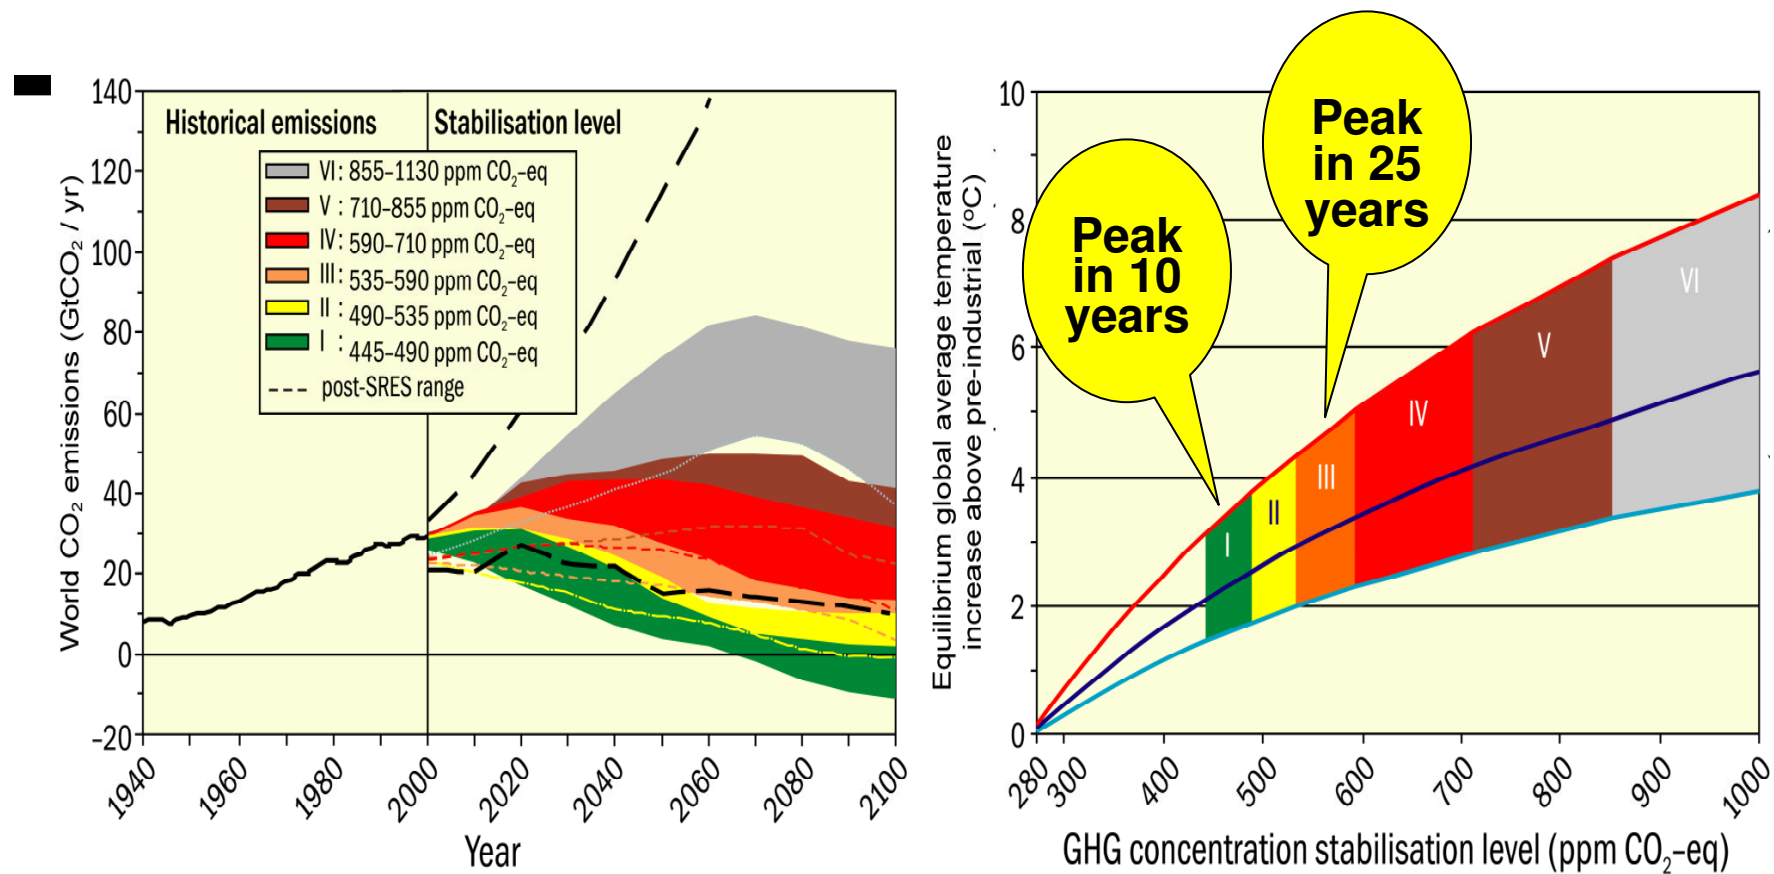 Historical emissions
Stabilisation level
VI: 855–1130 ppm CO₂–eq
V : 710–855 ppm CO₂–eq
IV: 590–710 ppm CO₂–eq
III: 535–590 ppm CO₂–eq
II : 490–535 ppm CO₂–eq
I : 445–490 ppm CO₂–eq
post-SRES range
World CO₂ emissions (GtCO₂ / yr)
140
120
100
80
60
40
20
0
–20
1940
1960
1980
2000
2020
2040
2060
2080
2100
Year
Peak
in 10
years
Peak
in 25
years
Equilibrium global average temperature
increase above pre-industrial (ºC)
10
8
6
4
2
0
I
II
III
IV
V
VI
280
300
400
500
600
700
800
900
1000
GHG concentration stabilisation level (ppm CO₂–eq)